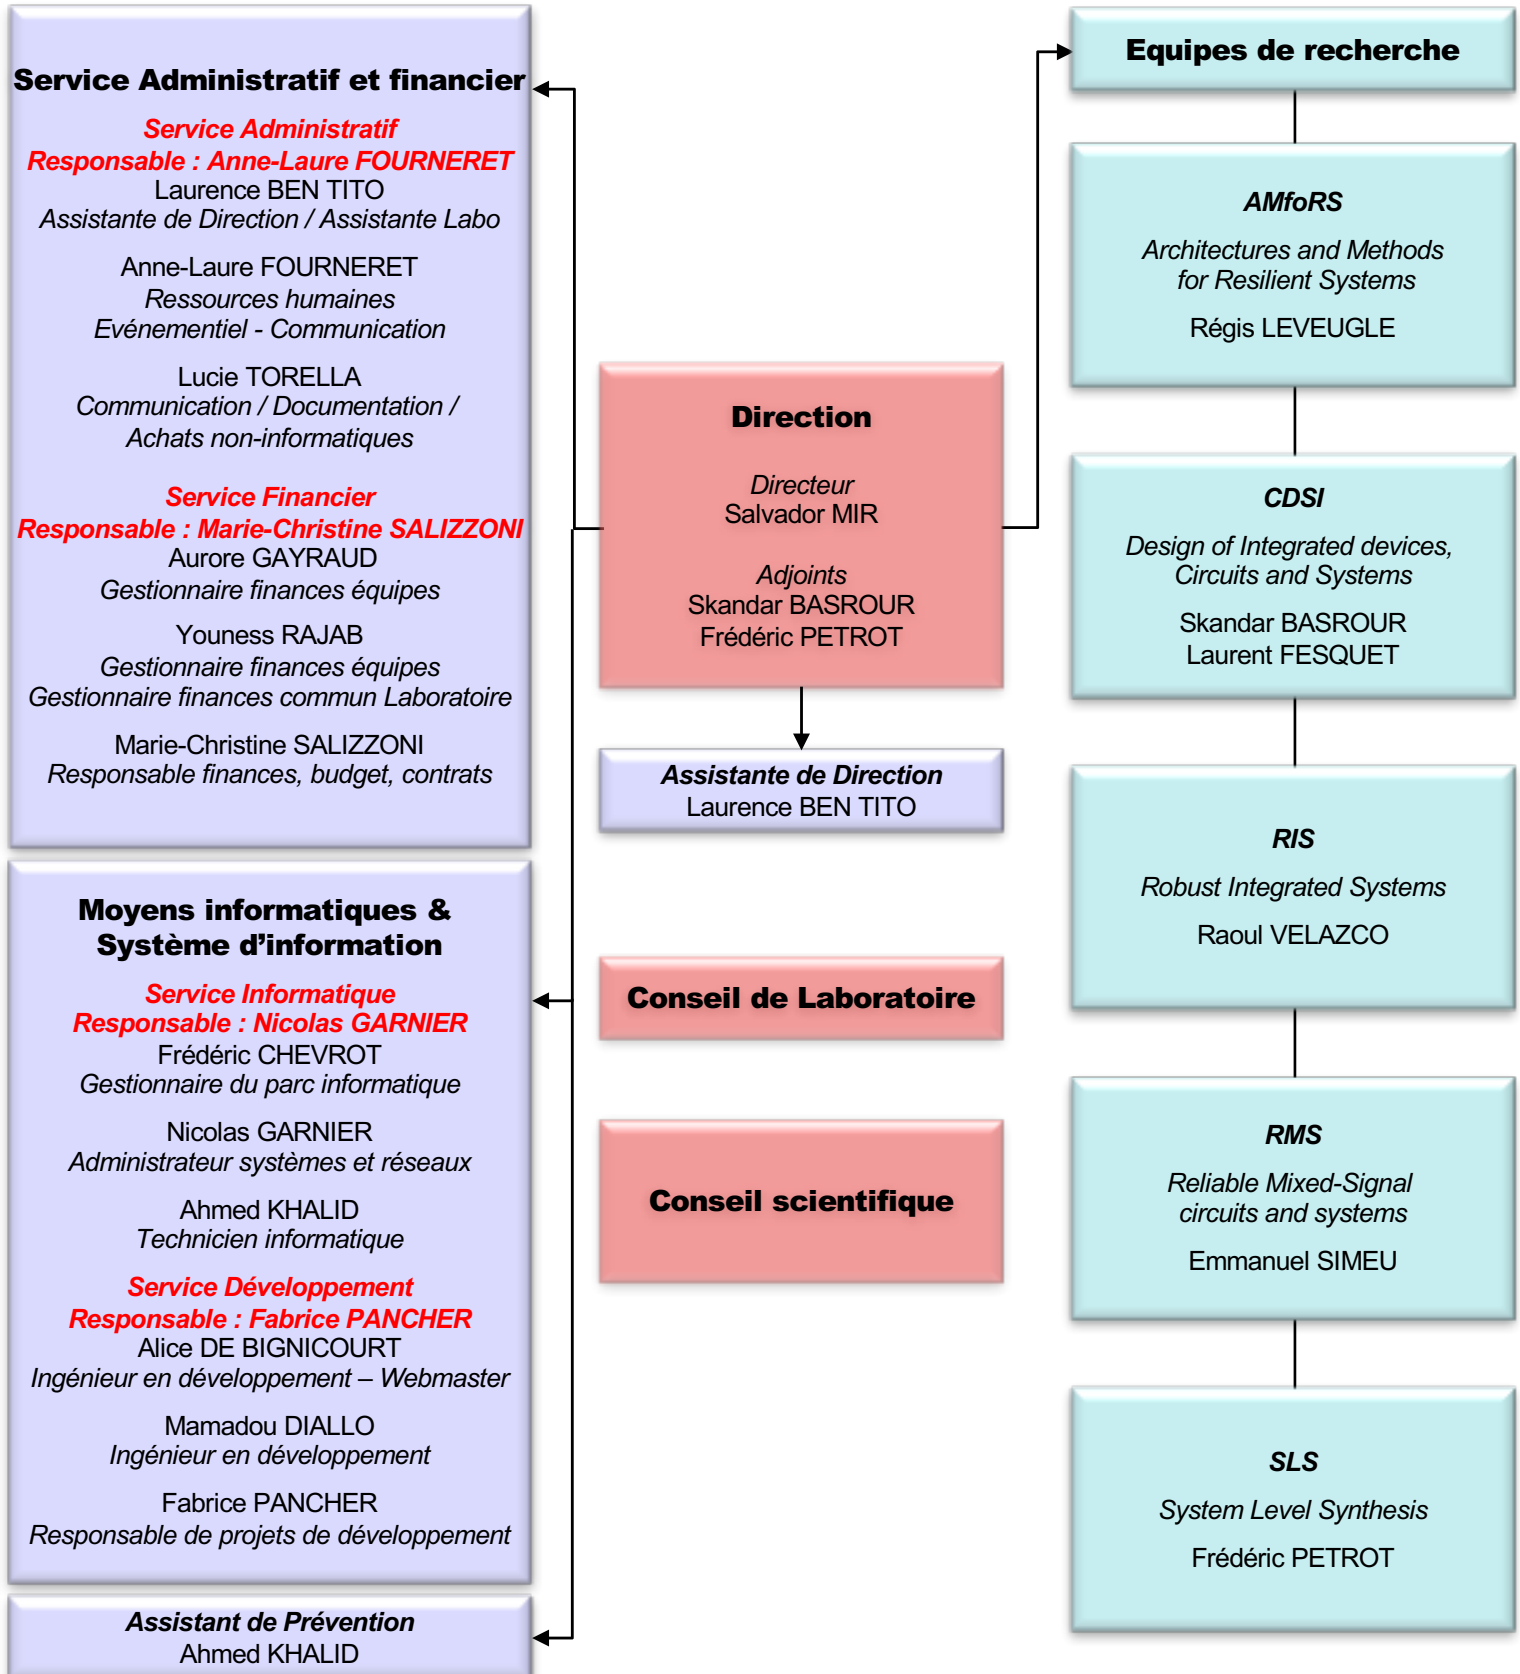 Service Administratif et financier
Service Administratif
Responsable : Anne-Laure FOURNERET
Laurence BEN TITO
Assistante de Direction / Assistante Labo
Anne-Laure FOURNERET
Ressources humaines
Evénementiel - Communication
Lucie TORELLA
Communication / Documentation /
Achats non-informatiques
Service Financier
Responsable : Marie-Christine SALIZZONI
Aurore GAYRAUD
Gestionnaire finances équipes
Youness RAJAB
Gestionnaire finances équipes
Gestionnaire finances commun Laboratoire
Marie-Christine SALIZZONI
Responsable finances, budget, contrats
Moyens informatiques &
Système d’information
Service Informatique
Responsable : Nicolas GARNIER
Frédéric CHEVROT
Gestionnaire du parc informatique
Nicolas GARNIER
Administrateur systèmes et réseaux
Ahmed KHALID
Technicien informatique
Service Développement
Responsable : Fabrice PANCHER
Alice DE BIGNICOURT
Ingénieur en développement – Webmaster
Mamadou DIALLO
Ingénieur en développement
Fabrice PANCHER
Responsable de projets de développement
Assistant de Prévention
Ahmed KHALID
Direction
Directeur
Salvador MIR
Adjoints
Skandar BASROUR
Frédéric PETROT
Assistante de Direction
Laurence BEN TITO
Conseil de Laboratoire
Conseil scientifique
Equipes de recherche
AMfoRS
Architectures and Methods
for Resilient Systems
Régis LEVEUGLE
CDSI
Design of Integrated devices,
Circuits and Systems
Skandar BASROUR
Laurent FESQUET
RIS
Robust Integrated Systems
Raoul VELAZCO
RMS
Reliable Mixed-Signal
circuits and systems
Emmanuel SIMEU
SLS
System Level Synthesis
Frédéric PETROT